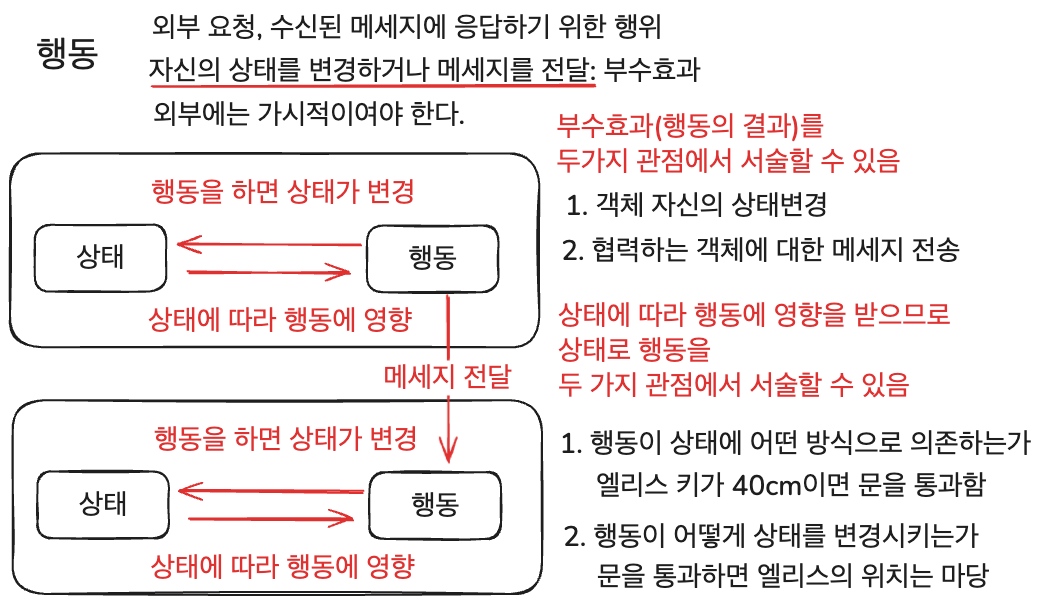 행동
외부 요청, 수신된 메세지에 응답하기 위한 행위
자신의 상태를 변경하거나 메세지를 전달: 부수효과
외부에는 가시적이여야 한다.
행동을 하면 상태가 변경
상태
행동
상태에 따라 행동에 영향
메세지 전달
행동을 하면 상태가 변경
상태
행동
상태에 따라 행동에 영향
부수효과(행동의 결과)를
두가지 관점에서 서술할 수 있음
1. 객체 자신의 상태변경
2. 협력하는 객체에 대한 메세지 전송
상태에 따라 행동에 영향을 받으므로
상태로 행동을
두 가지 관점에서 서술할 수 있음
1. 행동이 상태에 어떤 방식으로 의존하는가
엘리스 키가 40cm이면 문을 통과함
2. 행동이 어떻게 상태를 변경시키는가
문을 통과하면 엘리스의 위치는 마당